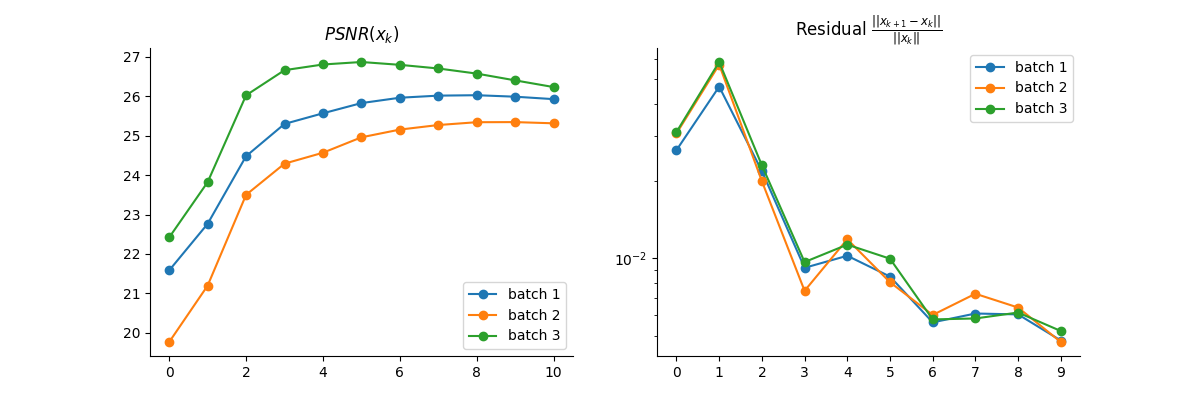 PSNR(x_k)
27
26
25
24
23
22
21
20
0 2 4 6 8 10
batch 1
batch 2
batch 3
Residual \frac{||x_{k+1} - x_k||}{||x_k||}
10^{-2}
0 1 2 3 4 5 6 7 8 9
batch 1
batch 2
batch 3